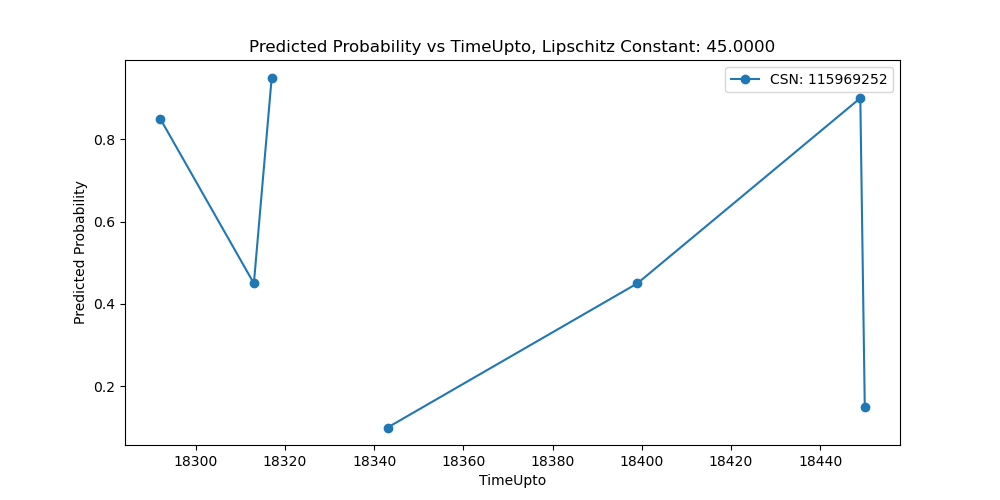 Predicted Probability vs TimeUpto, Lipschitz Constant: 45.0000
CSN: 115969252
Predicted Probability
0.8
0.6
0.4
0.2
18300 18320 18340 18360 18380 18400 18420 18440
TimeUpto